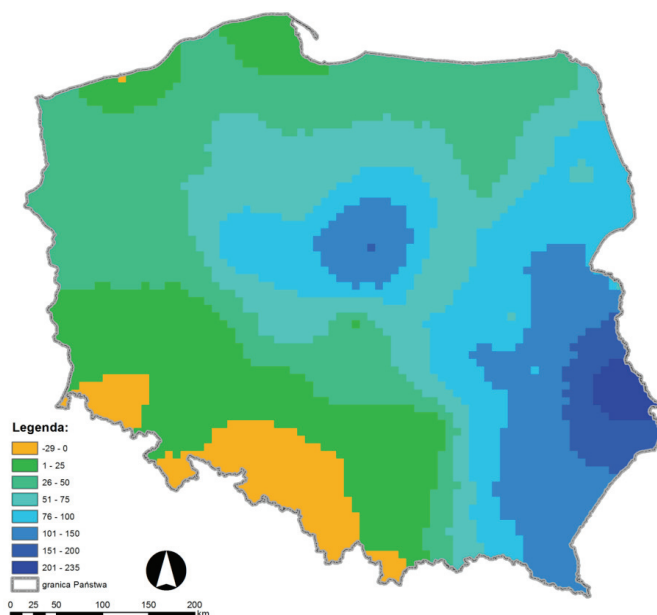 Legenda:
-29 - 0
1 - 25
26 - 50
51 - 75
76 - 100
101 - 150
151 - 200
201 - 235
granica Państwa
0 25 50 100 150 200
km